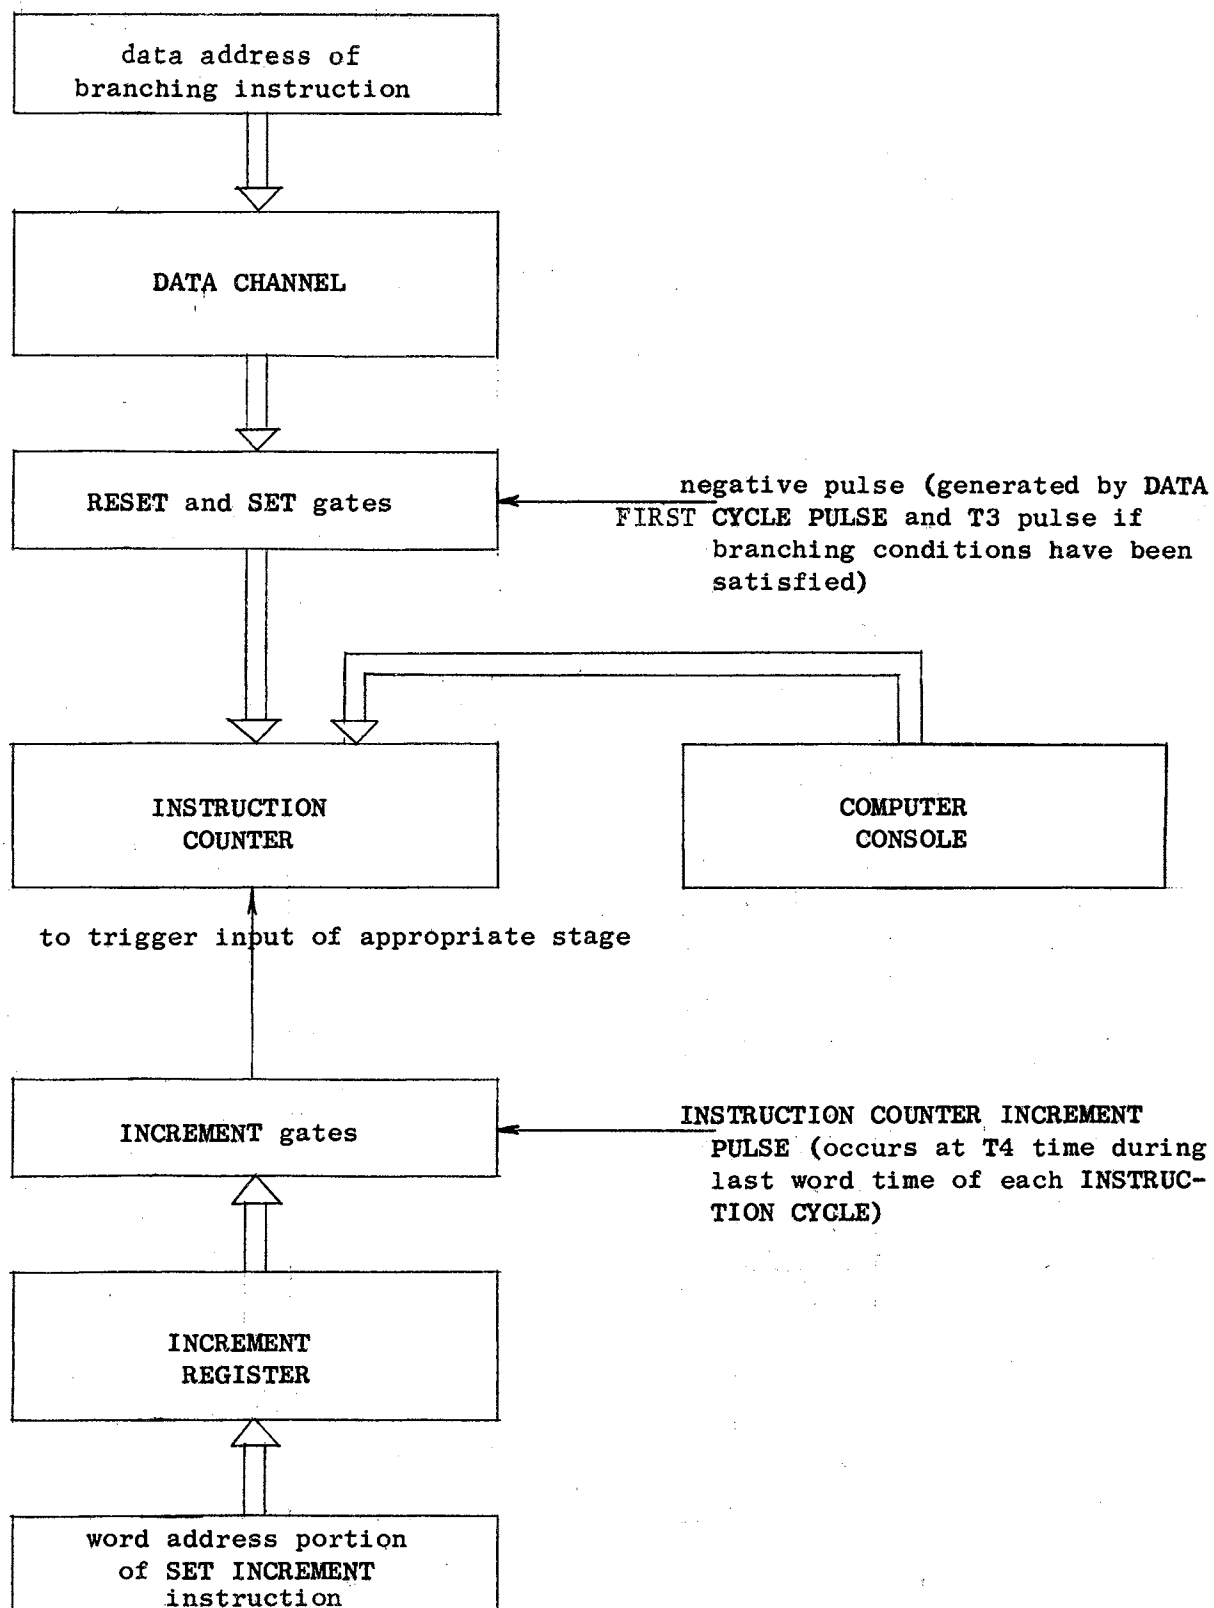 data address of
branching instruction
DATA CHANNEL
RESET and SET gates
negative pulse (generated by DATA
FIRST CYCLE PULSE and T3 pulse if
branching conditions have been
satisfied)
INSTRUCTION
COUNTER
COMPUTER
CONSOLE
to trigger input of appropriate stage
INCREMENT gates
INSTRUCTION COUNTER INCREMENT
PULSE (occurs at T4 time during
last word time of each INSTRUC-
TION CYCLE)
INCREMENT
REGISTER
word address portion
of SET INCREMENT
instruction